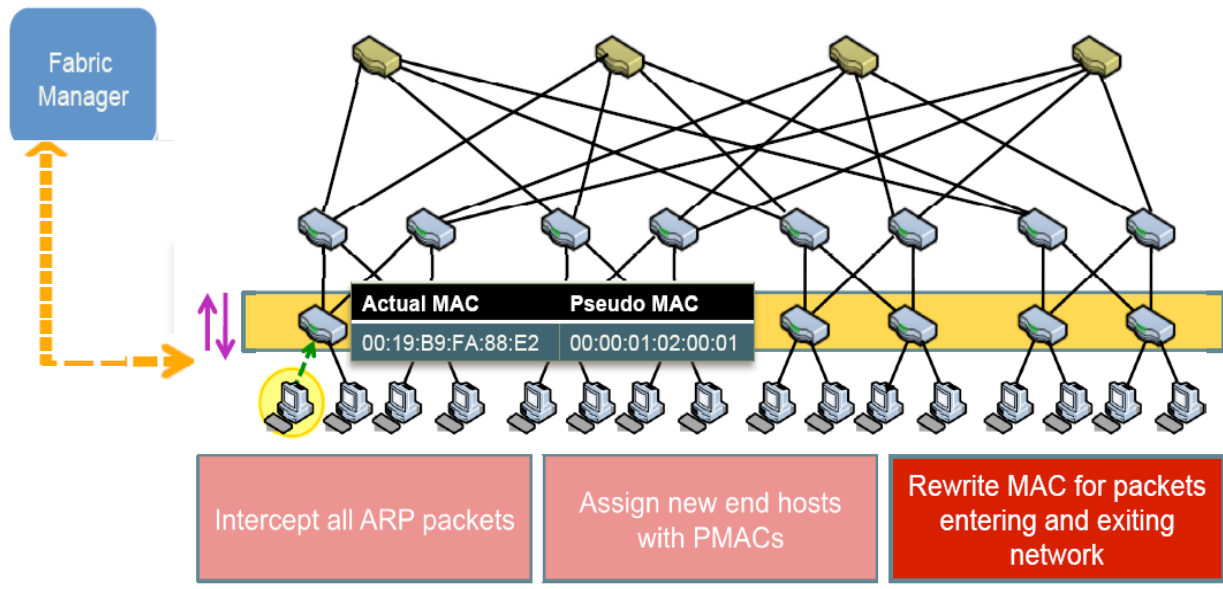 Fabric
Manager
Actual MAC Pseudo MAC
00:19:B9:FA:88:E2 00:00:01:02:00:01
Intercept all ARP packets
Assign new end hosts
with PMACs
Rewrite MAC for packets
entering and exiting
network